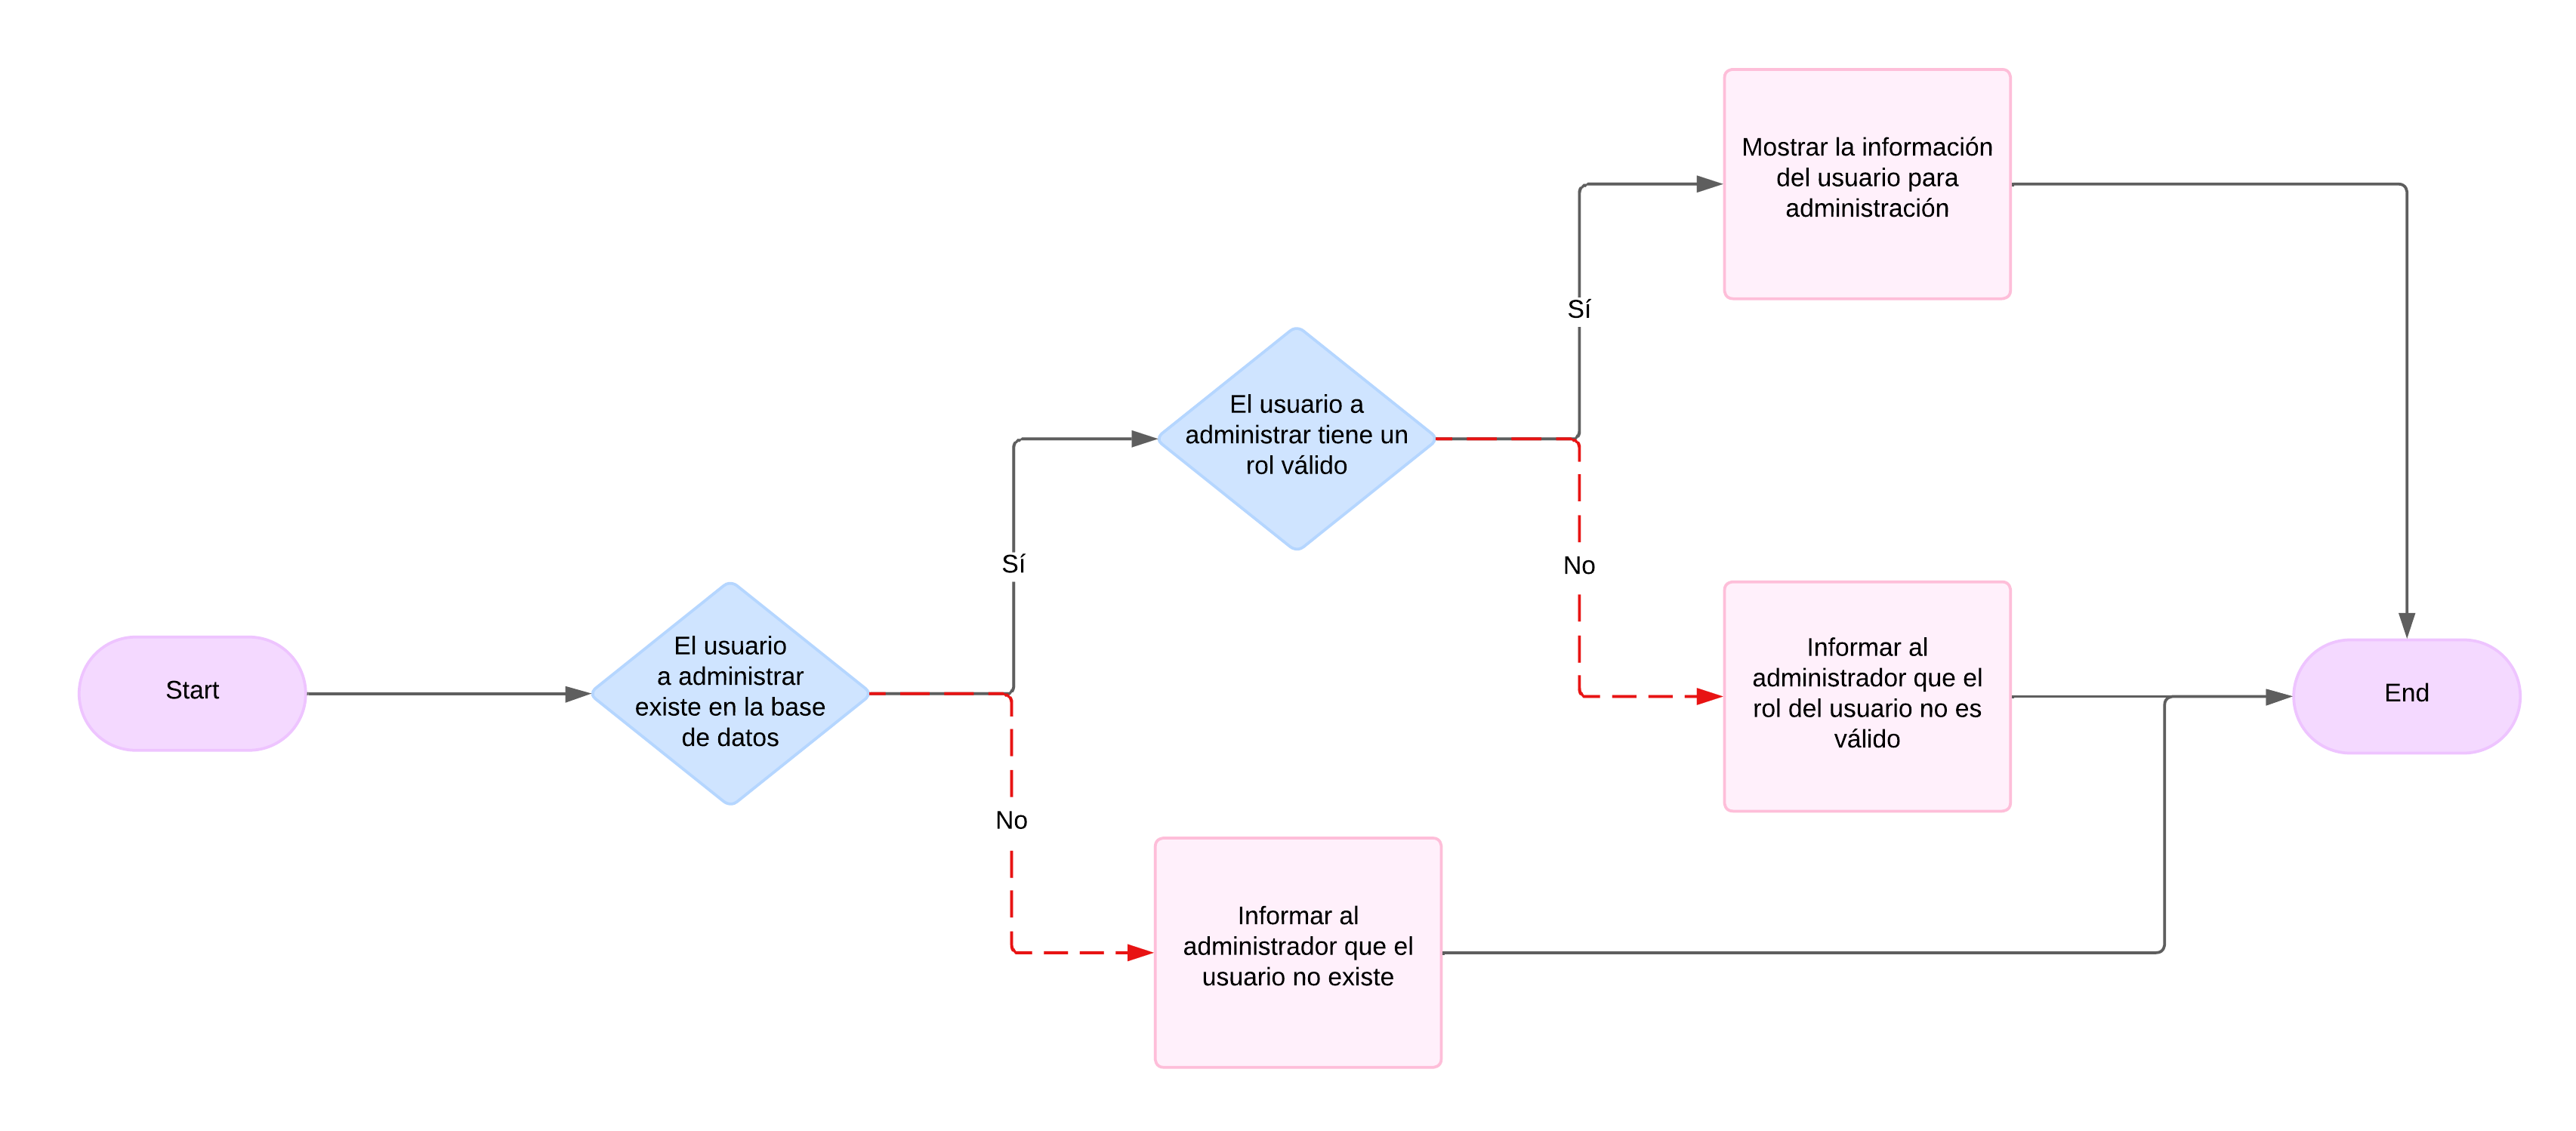 Start
El usuario
a administrar
existe en la base
de datos
Sí
No
El usuario a
administrar tiene un
rol válido
Sí
No
Mostrar la información
del usuario para
administración
Informar al
administrador que el
rol del usuario no es
válido
Informar al
administrador que el
usuario no existe
End